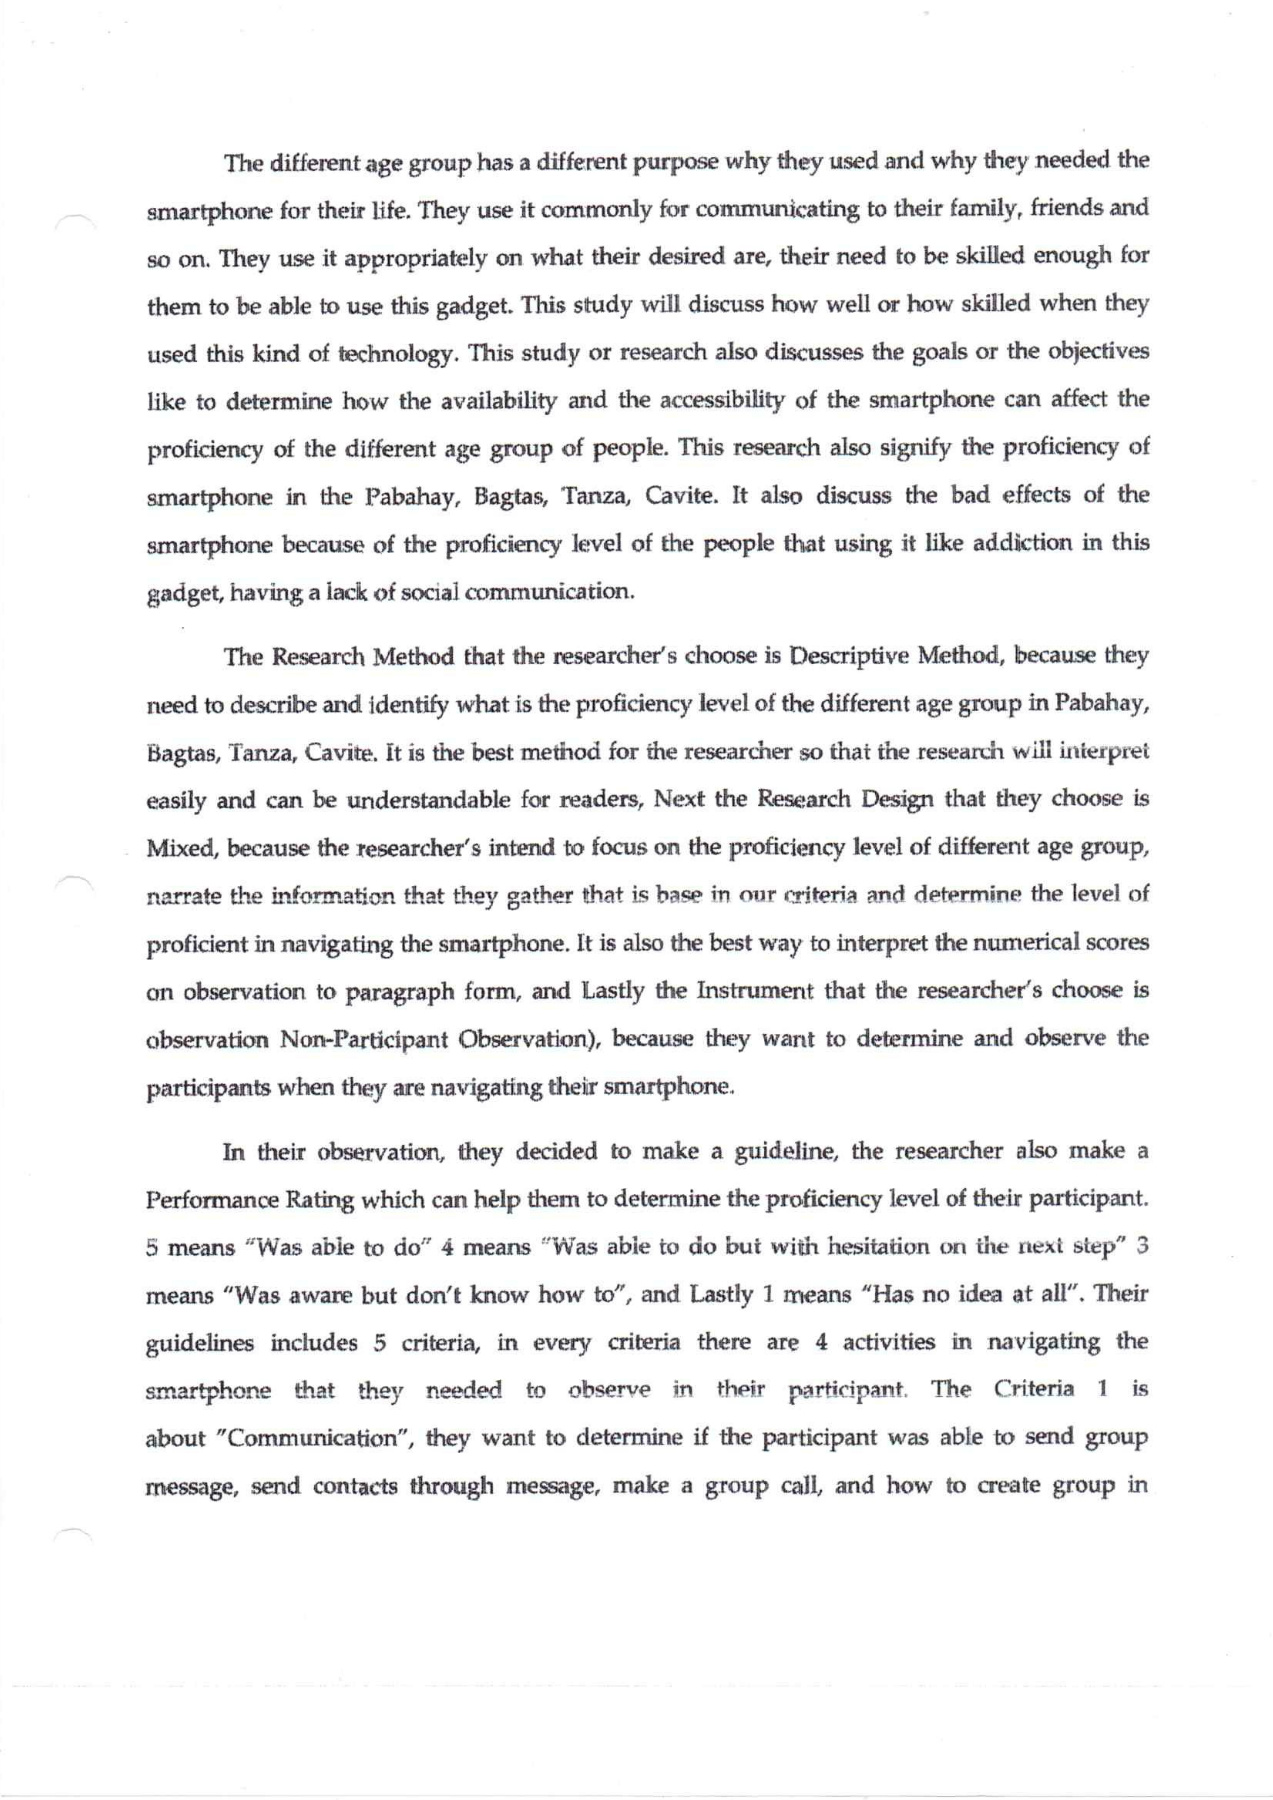 The different age group has a different purpose why they used and why they needed the
smartphone for their life. They use it commonly for communicating to their family, friends and
so on. They use it appropriately on what their desired are, their need to be skilled enough for
them to be able to use this gadget. This study will discuss how well or how skilled when they
used this kind of technology. This study or research also discusses the goals or the objectives
like to determine how the availability and the accessibility of the smartphone can affect the
proficiency of the different age group of people. This research also signify the proficiency of
smartphone in the Pabahay, Bagtas, Tanza, Cavite. It also discuss the bad effects of the
smartphone because of the proficiency level of the people that using it like addiction in this
gadget, having a lack of social communication.
The Research Method that the researcher's choose is Descriptive Method, because they
need to describe and identify what is the proficiency level of the different age group in Pabahay,
Bagtas, Tanza, Cavite. It is the best method for the researcher so that the research will interpret
easily and can be understandable for readers, Next the Research Design that they choose is
Mixed, because the researcher's intend to focus on the proficiency level of different age group,
narrate the information that they gather that is base in our criteria and determine the level of
proficient in navigating the smartphone. It is also the best way to interpret the numerical scores
on observation to paragraph form, and Lastly the Instrument that the researcher's choose is
observation Non-Participant Observation), because they want to determine and observe the
participants when they are navigating their smartphone.
In their observation, they decided to make a guideline, the researcher also make a
Performance Rating which can help them to determine the proficiency level of their participant.
5 means "Was able to do" 4 means "Was able to do but with hesitation on the next step" 3
means "Was aware but don't know how to", and Lastly 1 means "Has no idea at all". Their
guidelines includes 5 criteria, in every criteria there are 4 activities in navigating the
smartphone that they needed to observe in their participant. The Criteria 1 is
about "Communication", they want to determine if the participant was able to send group
message, send contacts through message, make a group call, and how to create group in